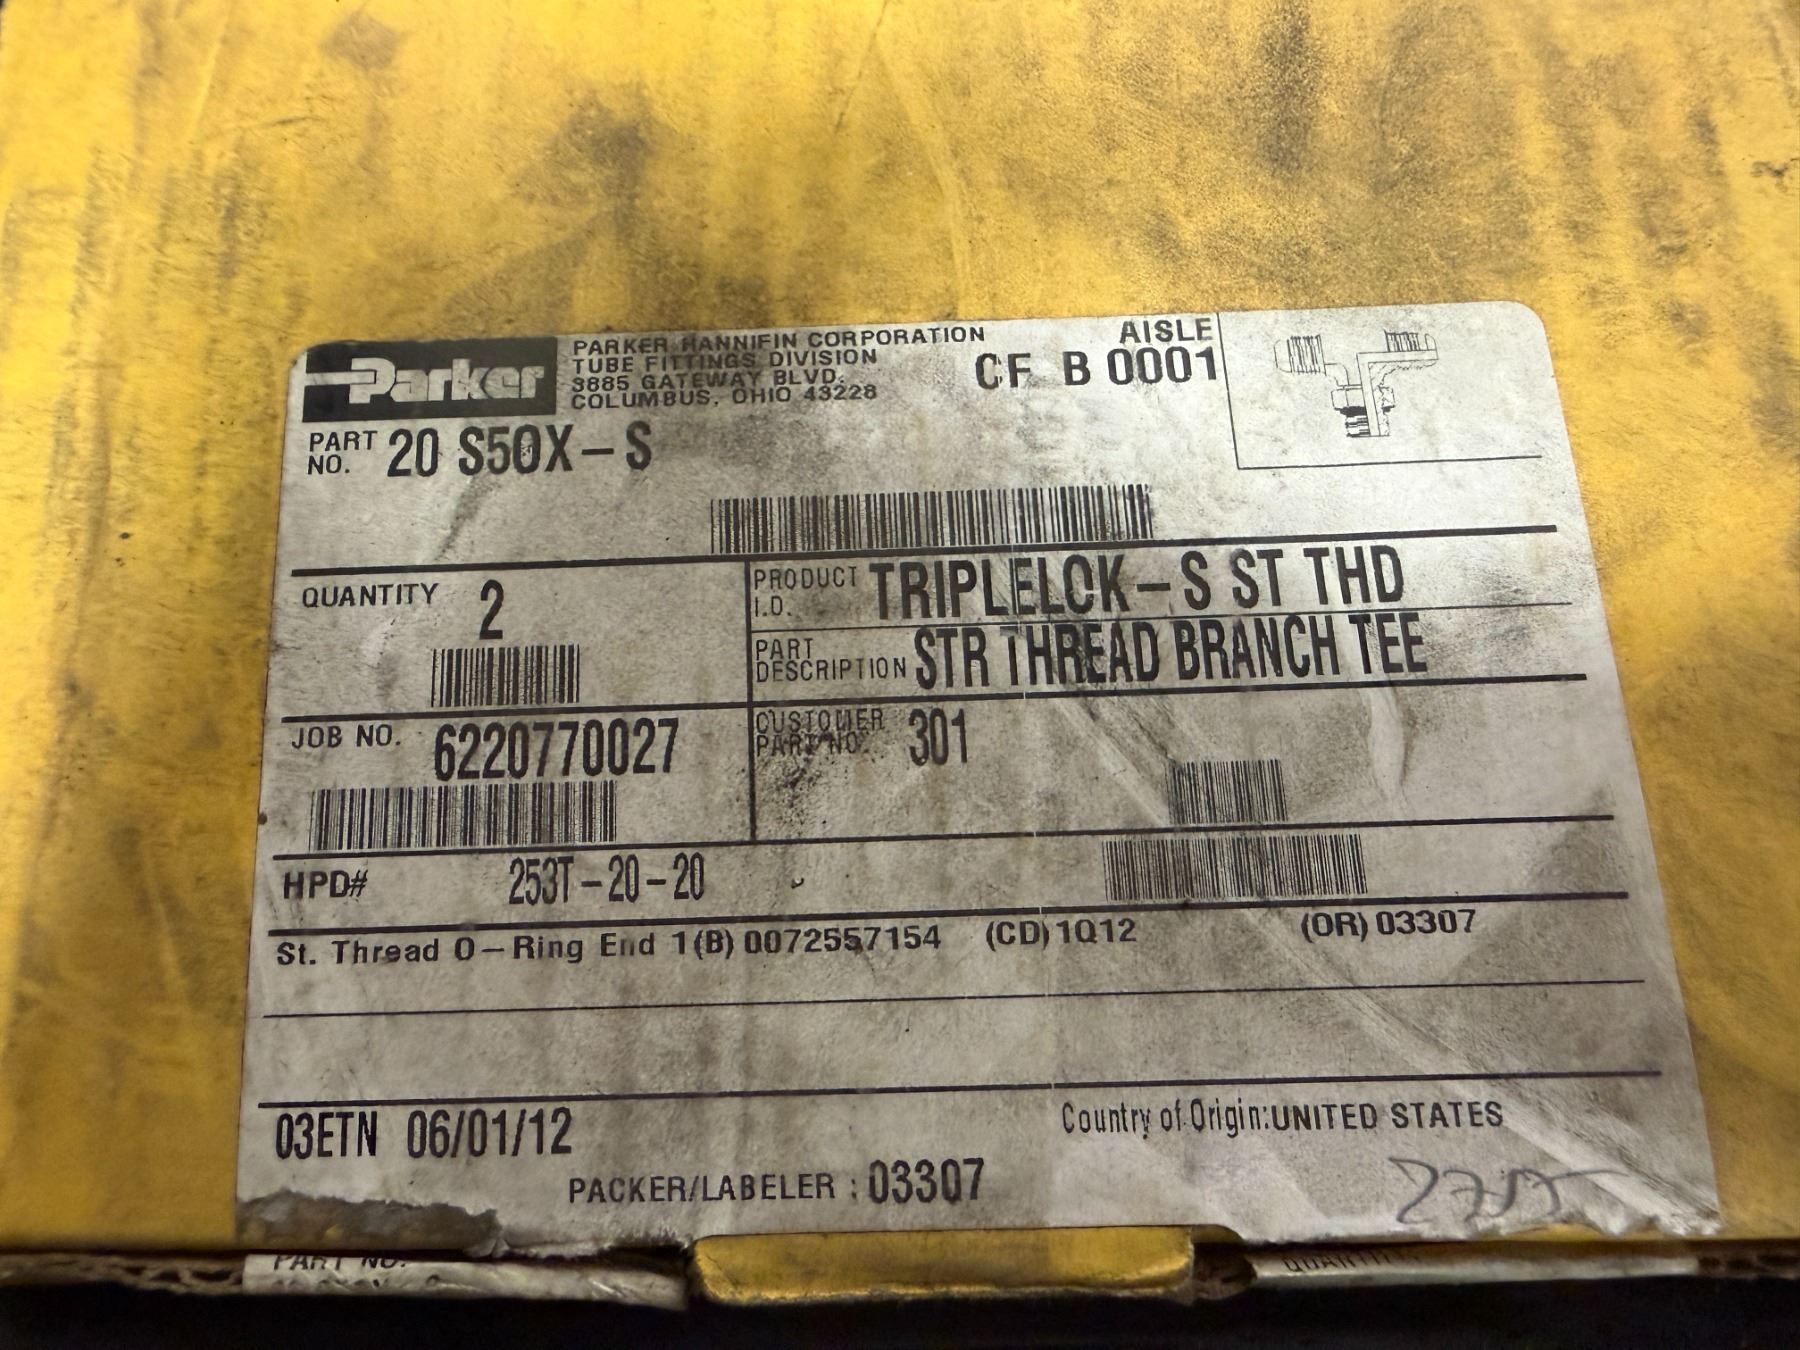 Parker
PARKER HANNIFIN CORPORATION
TUBE FITTINGS DIVISION
3885 GATEWAY BLVD.
COLUMBUS, OHIO 43228
AISLE
CF B 0001
PART NO. 20 S5OX-S
QUANTITY 2
PRODUCT I.D. TRIPLELOK-S ST THD
PART DESCRIPTION STR THREAD BRANCH TEE
JOB NO. 6220770027
CUSTOMER PART NO. 301
HPD# 253T-20-20
St. Thread O-Ring End 1(B) 0072557154 (CD)1Q12 (OR) 03307
03ETN 06/01/12
Country of Origin:UNITED STATES
PACKER/LABELER : 03307
PART NO.
QUANTITY